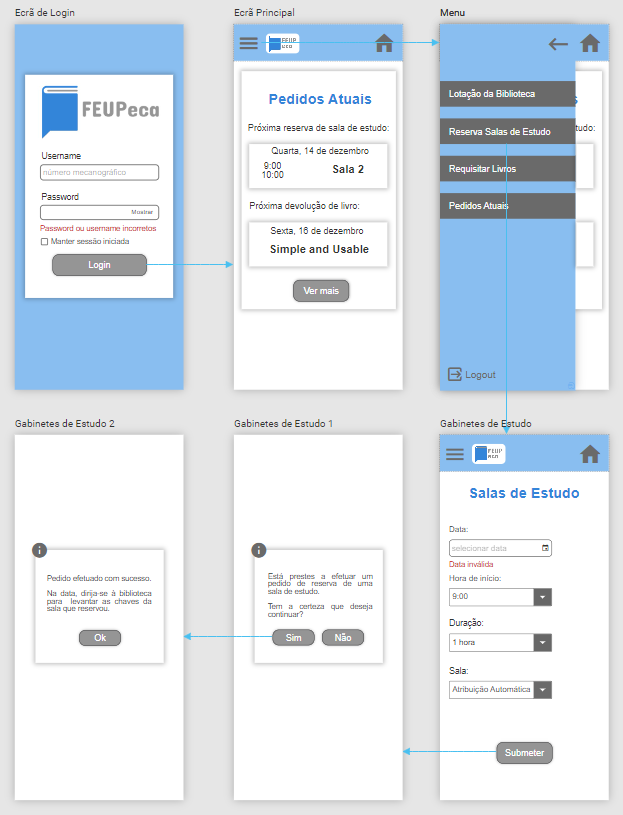 Ecrã de Login
FEUPeca
Username
número mecanográfico
Password
Mostrar
Password ou username incorretos
Manter sessão iniciada
Login
Ecrã Principal
FEUP
eca
Pedidos Atuais
Próxima reserva de sala de estudo:
Quarta, 14 de dezembro
9:00
10:00
Sala 2
Próxima devolução de livro:
Sexta, 16 de dezembro
Simple and Usable
Ver mais
Menu
Lotação da Biblioteca
s
Reserva Salas de Estudo
tudo:
Requisitar Livros
Pedidos Atuais
Logout
Gabinetes de Estudo 2
i
Pedido efetuado com sucesso.
Na data, dirija-se à biblioteca
para levantar as chaves da
sala que reservou.
Ok
Gabinetes de Estudo 1
i
Está prestes a efetuar um
pedido de reserva de uma
sala de estudo.
Tem a certeza que deseja
continuar?
Sim
Não
Gabinetes de Estudo
FEUP
eca
Salas de Estudo
Data:
selecionar data
Data inválida
Hora de início:
9:00
Duração:
1 hora
Sala:
Atribuição Automática
Submeter